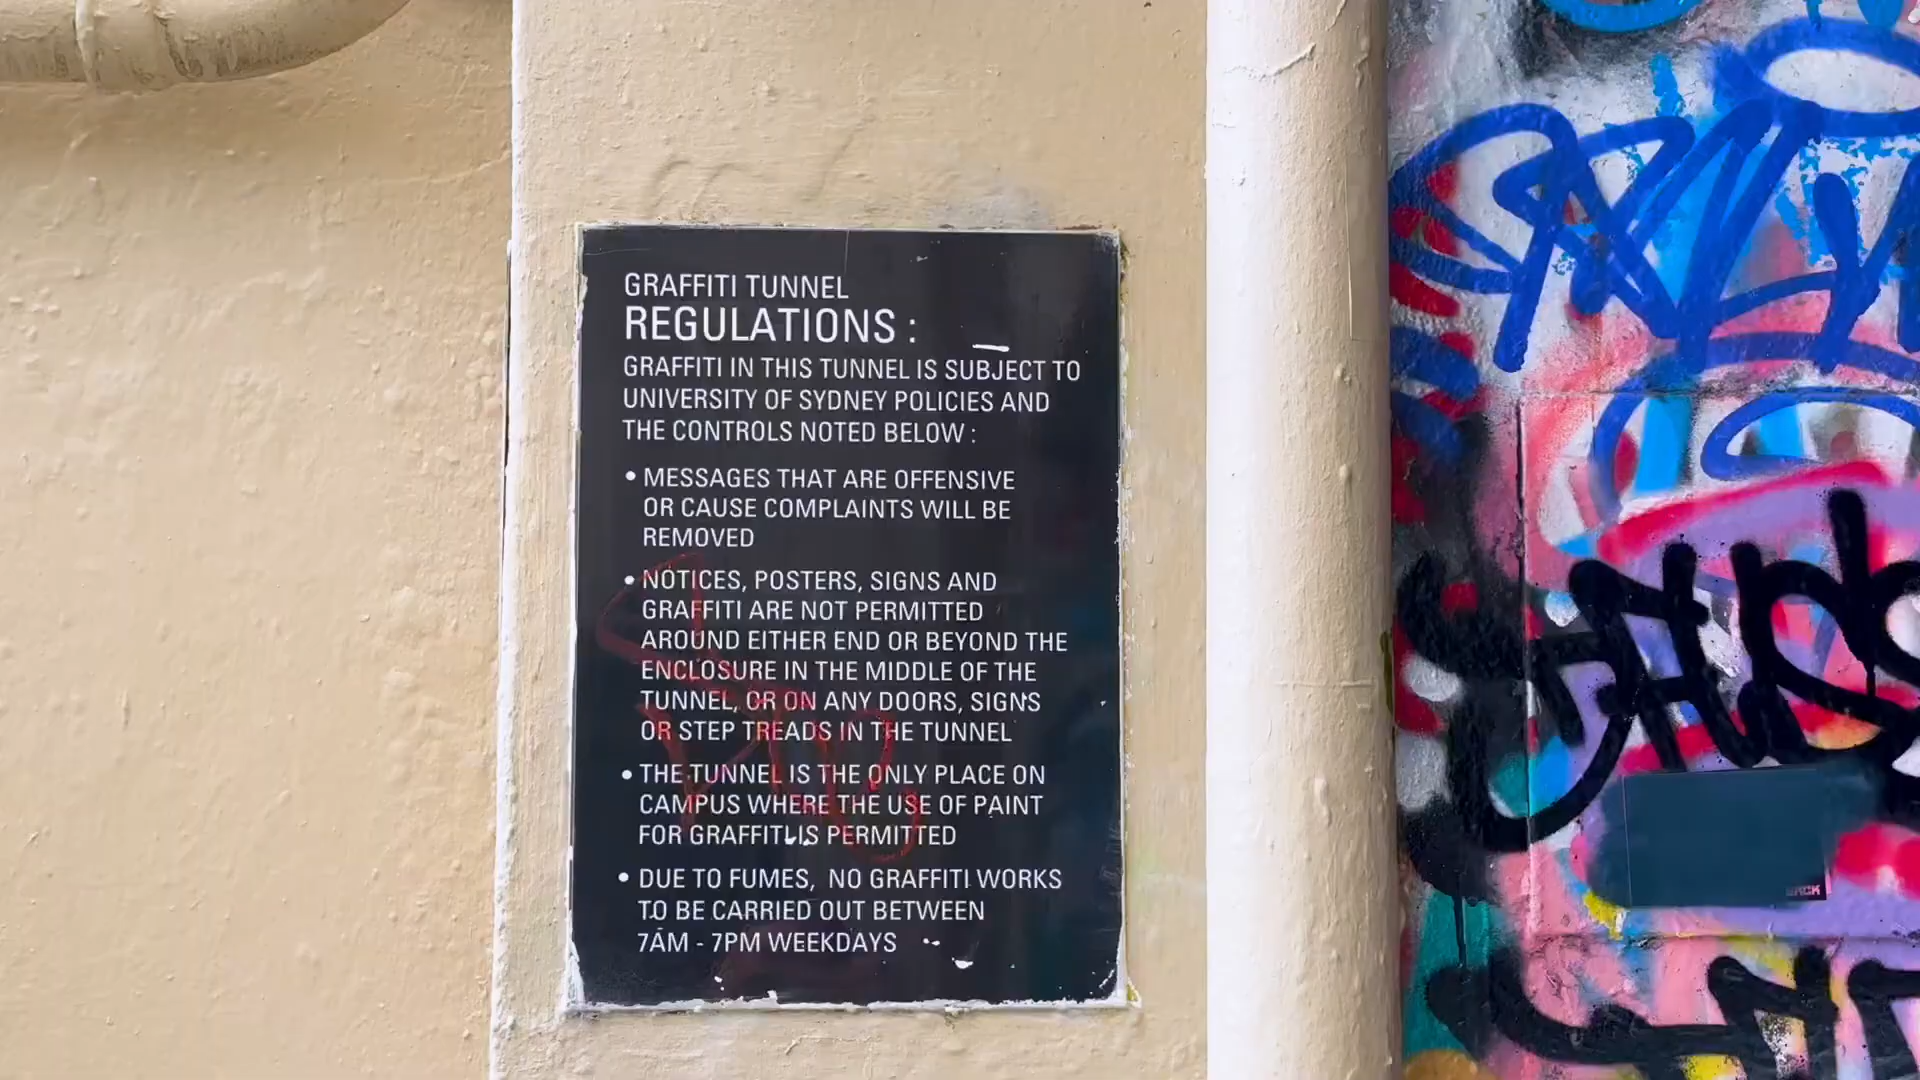 GRAFFITI TUNNEL
REGULATIONS :
GRAFFITI IN THIS TUNNEL IS SUBJECT TO
UNIVERSITY OF SYDNEY POLICIES AND
THE CONTROLS NOTED BELOW :
• MESSAGES THAT ARE OFFENSIVE
OR CAUSE COMPLAINTS WILL BE
REMOVED
• NOTICES, POSTERS, SIGNS AND
GRAFFITI ARE NOT PERMITTED
AROUND EITHER END OR BEYOND THE
ENCLOSURE IN THE MIDDLE OF THE
TUNNEL, OR ON ANY DOORS, SIGNS
OR STEP TREADS IN THE TUNNEL
• THE TUNNEL IS THE ONLY PLACE ON
CAMPUS WHERE THE USE OF PAINT
FOR GRAFFITI IS PERMITTED
• DUE TO FUMES, NO GRAFFITI WORKS
TO BE CARRIED OUT BETWEEN
7AM - 7PM WEEKDAYS